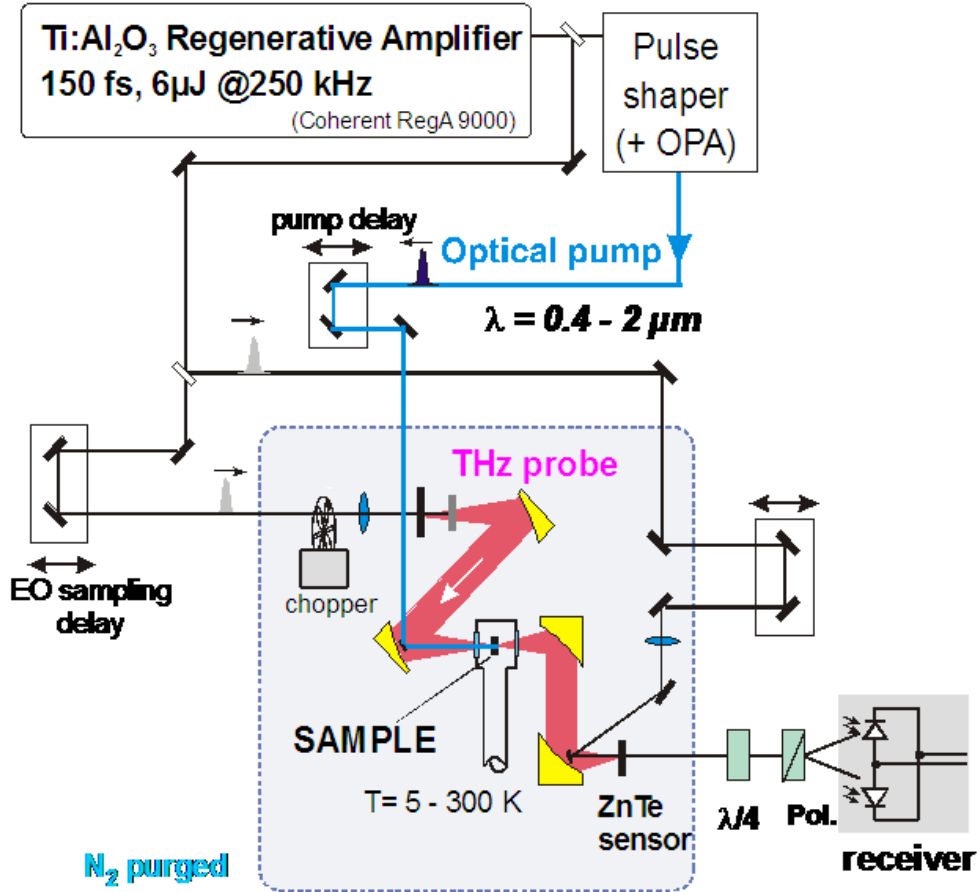 Ti:Al₂O₃ Regenerative Amplifier
150 fs, 6µJ @250 kHz
(Coherent RegA 9000)
Pulse
shaper
(+ OPA)
pump delay
Optical pump
λ = 0.4 - 2 µm
THz probe
EO sampling
delay
chopper
SAMPLE
T= 5 - 300 K
ZnTe
sensor
λ/4
Pol.
receiver
N₂ purged